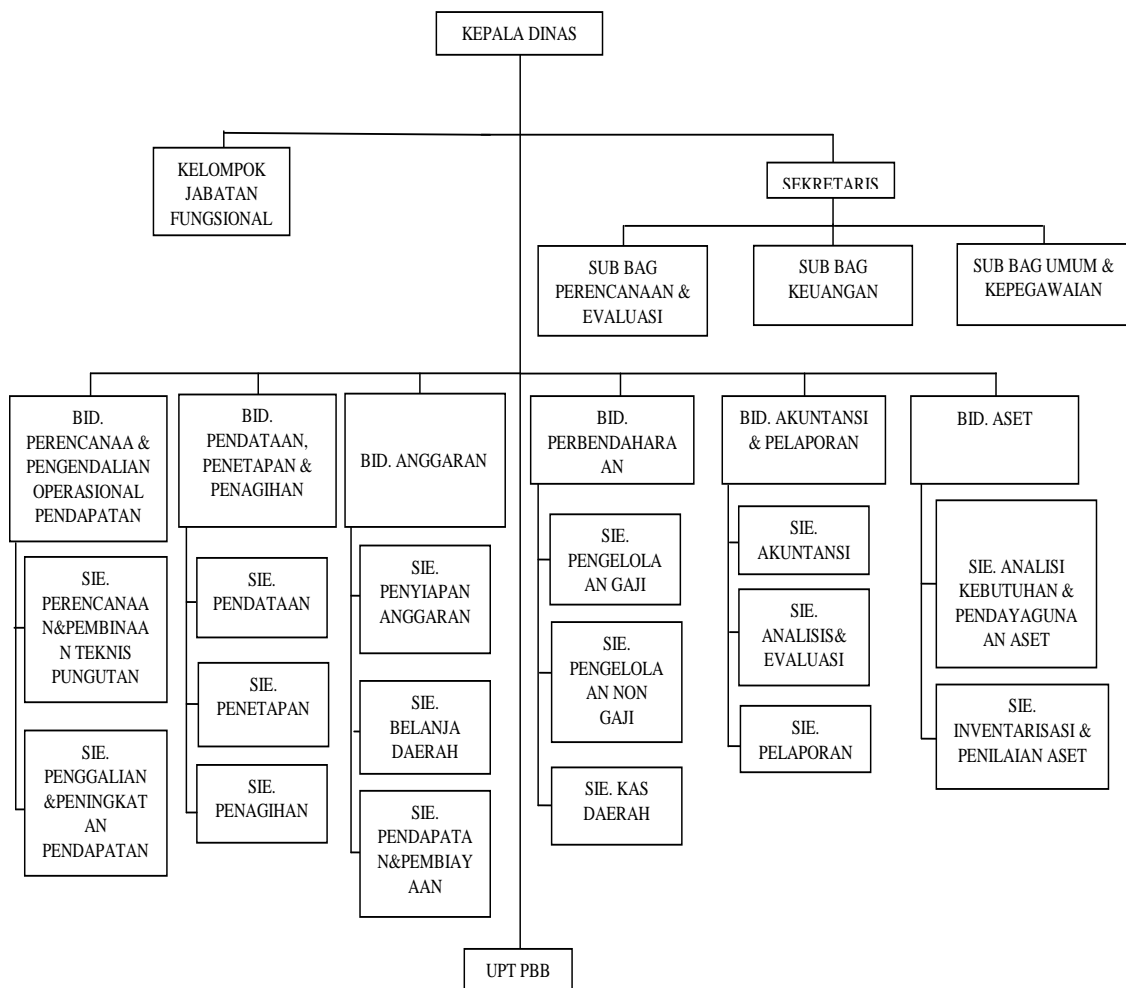 KEPALA DINAS
KELOMPOK
JABATAN
FUNGSIONAL
SEKRETARIS
SUB BAG
PERENCANAAN &
EVALUASI
SUB BAG
KEUANGAN
SUB BAG UMUM &
KEPEGAWAIAN
BID.
PERENCANAA &
PENGENDALIAN
OPERASIONAL
PENDAPATAN
BID.
PENDATAAN,
PENETAPAN &
PENAGIHAN
BID. ANGGARAN
BID.
PERBENDAHARA
AN
BID. AKUNTANSI
& PELAPORAN
BID. ASET
SIE.
PERENCANAA
N&PEMBINAA
N TEKNIS
PUNGUTAN
SIE.
PENGGALIAN
&PENINGKAT
AN
PENDAPATAN
SIE.
PENDATAAN
SIE.
PENETAPAN
SIE.
PENAGIHAN
SIE.
PENYIAPAN
ANGGARAN
SIE.
BELANJA
DAERAH
SIE.
PENDAPATA
N&PEMBIAY
AAN
SIE.
PENGELOLA
AN GAJI
SIE.
PENGELOLA
AN NON
GAJI
SIE. KAS
DAERAH
SIE.
AKUNTANSI
SIE.
ANALISIS&
EVALUASI
SIE.
PELAPORAN
SIE. ANALISI
KEBUTUHAN &
PENDAYAGUNA
AN ASET
SIE.
INVENTARISASI &
PENILAIAN ASET
UPT PBB